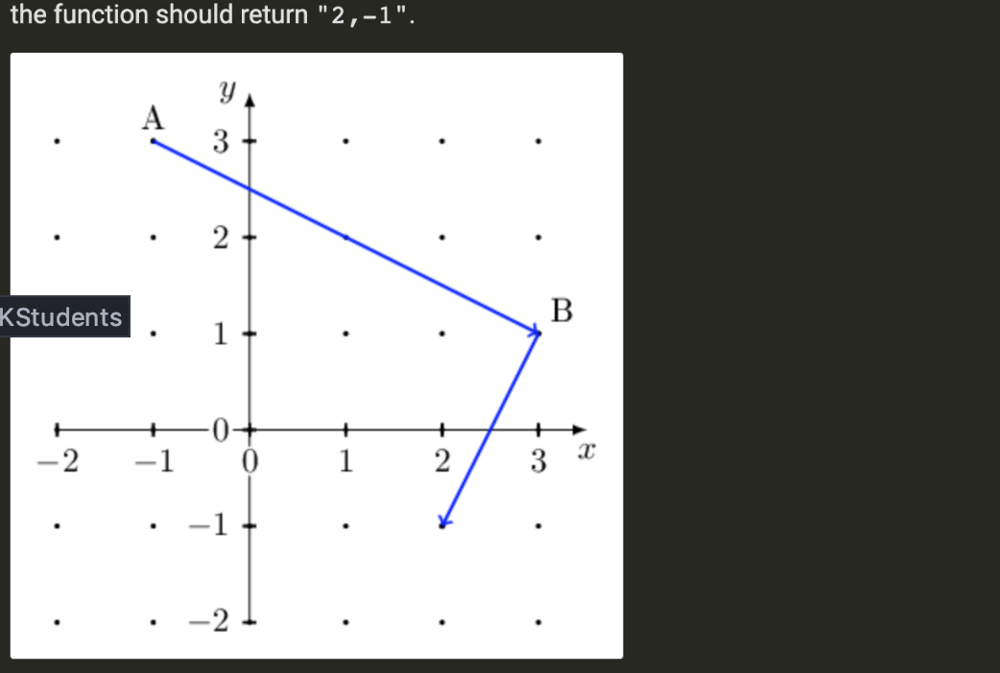 the function should return "2,-1".
y
A
3
2
B
KStudents
1
0
−2 −1 0 1 2 3 x
−1
−2